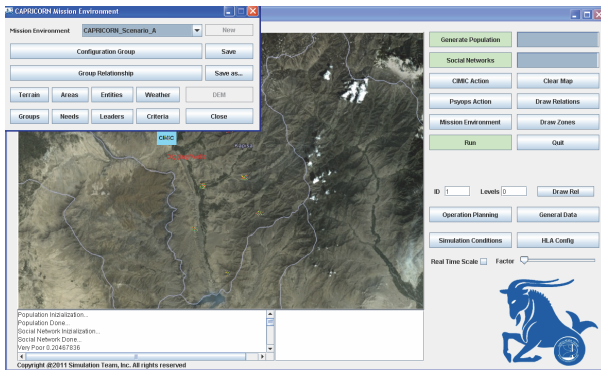 CAPRICORN Mission Environment
Mission Environment CAPRICORN_Scenario_A New
Configuration Group Save
Group Relationship Save as...
Terrain Areas Entities Weather DEM
Groups Needs Leaders Criteria Close
Generate Population
Social Networks
CIMIC Action Clear Map
Psyops Action Draw Relations
Mission Environment Draw Zones
Run Quit
ID 1 Levels 0 Draw Rel
Operation Planning General Data
Simulation Conditions HLA Config
Real Time Scale Factor
CIMIC
Population Inizialization...
Population Done...
Social Network Inizialization...
Social Network Done...
Very Poor 0.20467836
Copyright @2011 Simulation Team, Inc. All rights reserved